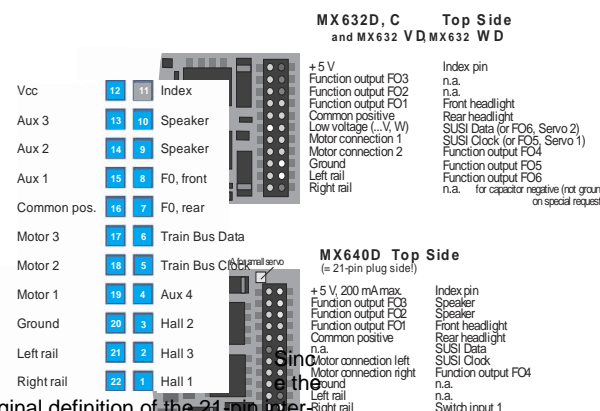 MX632D, C Top Side
and MX632 VD, MX632 WD
+ 5 V Index pin
Function output FO3 n.a.
Function output FO2 n.a.
Function output FO1 Front headlight
Common positive Rear headlight
Low voltage (...V, W) SUSI Data (or FO6, Servo 2)
Motor connection 1 SUSI Clock (or FO5, Servo 1)
Motor connection 2 Function output FO4
Ground Function output FO5
Left rail Function output FO6
Right rail n.a. for capacitor negative (not groun
on special request
Vcc 12 11 Index
Aux 3 13 10 Speaker
Aux 2 14 9 Speaker
Aux 1 15 8 F0, front
Common pos. 16 7 F0, rear
Motor 3 17 6 Train Bus Data
Motor 2 18 5 Train Bus Clock
Motor 1 19 4 Aux 4
Ground 20 3 Hall 2
Left rail 21 2 Hall 3
Right rail 22 1 Hall 1
for small servo
MX640D Top Side
(= 21-pin plug side!)
+ 5 V, 200 mA max. Index pin
Function output FO3 Speaker
Function output FO2 Speaker
Function output FO1 Front headlight
Common positive Rear headlight
n.a. SUSI Data
Motor connection left SUSI Clock
Motor connection right Function output FO4
Ground n.a.
Left rail n.a.
Right rail Switch input 1
Sinc
e the
ginal definition of the 21-pin inter-